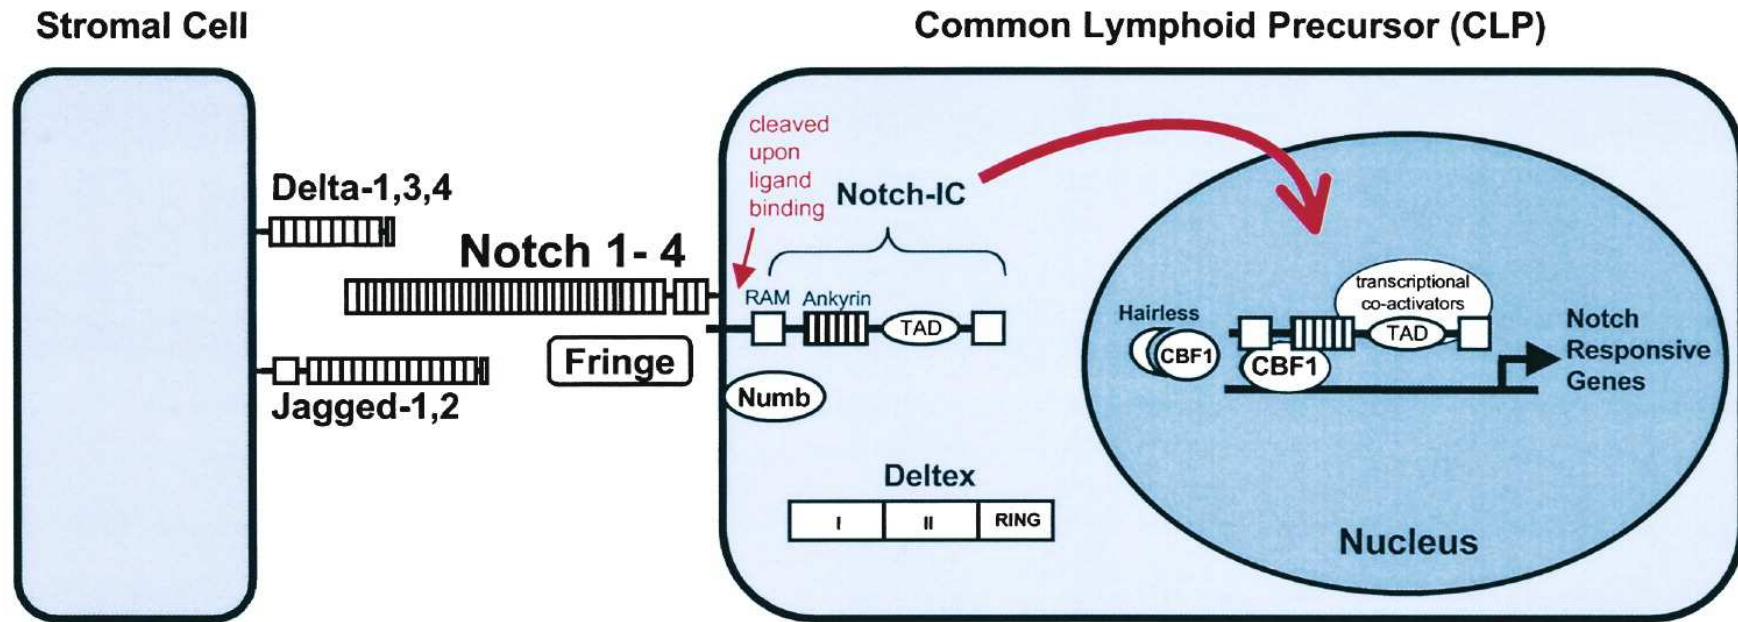 Stromal Cell
Common Lymphoid Precursor (CLP)
Delta-1,3,4
Notch 1- 4
Jagged-1,2
Fringe
cleaved
upon
ligand
binding
Notch-IC
RAM
Ankyrin
TAD
Numb
Deltex
I
II
RING
Hairless
CBF1
transcriptional
co-activators
TAD
CBF1
Notch
Responsive
Genes
Nucleus